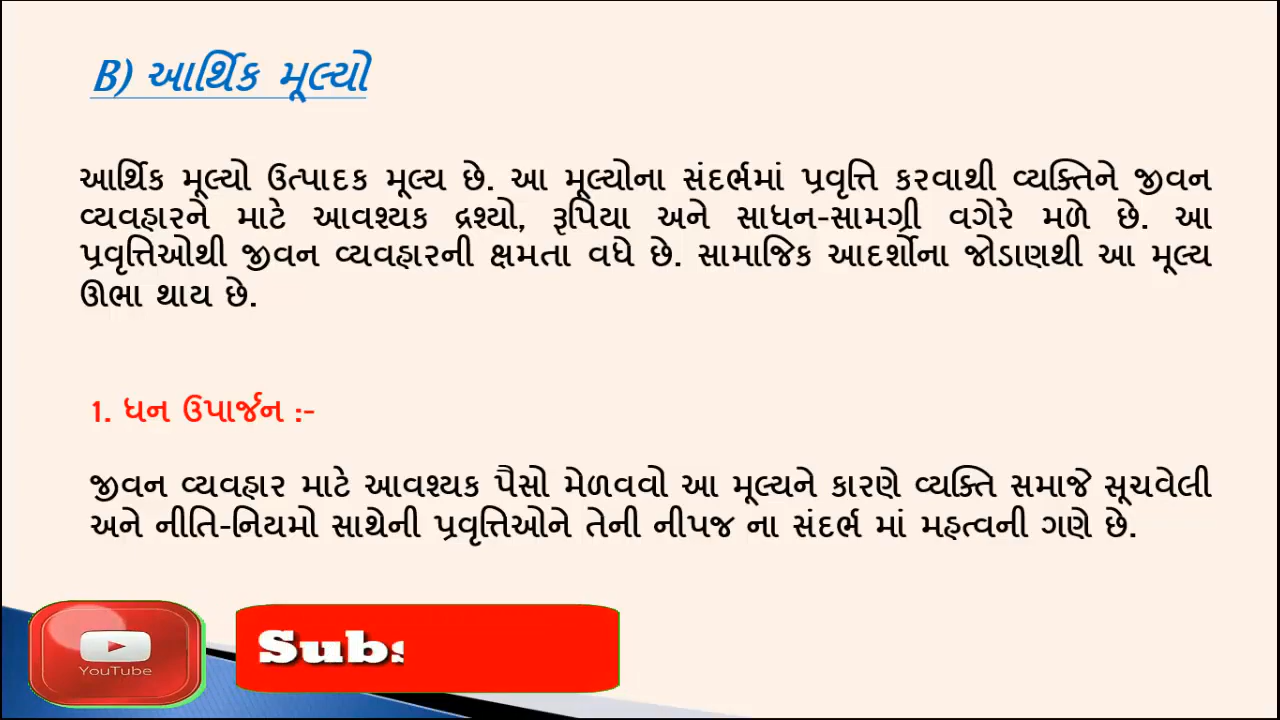 B) આર્થિક મૂલ્યો
આર્થિક મૂલ્યો ઉત્પાદક મૂલ્ય છે. આ મૂલ્યોના સંદર્ભમાં પ્રવૃત્તિ કરવાથી વ્યક્તિને જીવન
વ્યવહારને માટે આવશ્યક દ્રશ્યો, રૂપિયા અને સાધન-સામગ્રી વગેરે મળે છે. આ
પ્રવૃત્તિઓથી જીવન વ્યવહારની ક્ષમતા વધે છે. સામાજિક આદર્શોના જોડાણથી આ મૂલ્ય
ઊભા થાય છે.
1. ધન ઉપાર્જન :-
જીવન વ્યવહાર માટે આવશ્યક પૈસો મેળવવો આ મૂલ્યને કારણે વ્યક્તિ સમાજે સૂચવેલી
અને નીતિ-નિયમો સાથેની પ્રવૃત્તિઓને તેની નીપજ ના સંદર્ભ માં મહત્વની ગણે છે.
YouTube
Subs